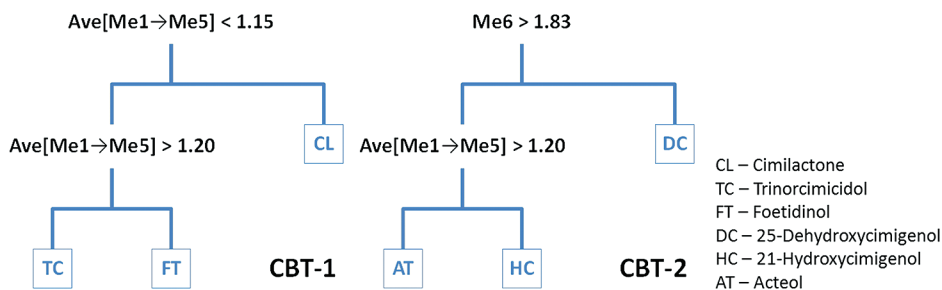 Ave[Me1→Me5] < 1.15
Me6 > 1.83
CL
DC
Ave[Me1→Me5] > 1.20
Ave[Me1→Me5] > 1.20
TC
FT
CBT-1
AT
HC
CBT-2
CL – Cimilactone
TC – Trinorcimicidol
FT – Foetidinol
DC – 25-Dehydroxycimigenol
HC – 21-Hydroxycimigenol
AT – Acteol